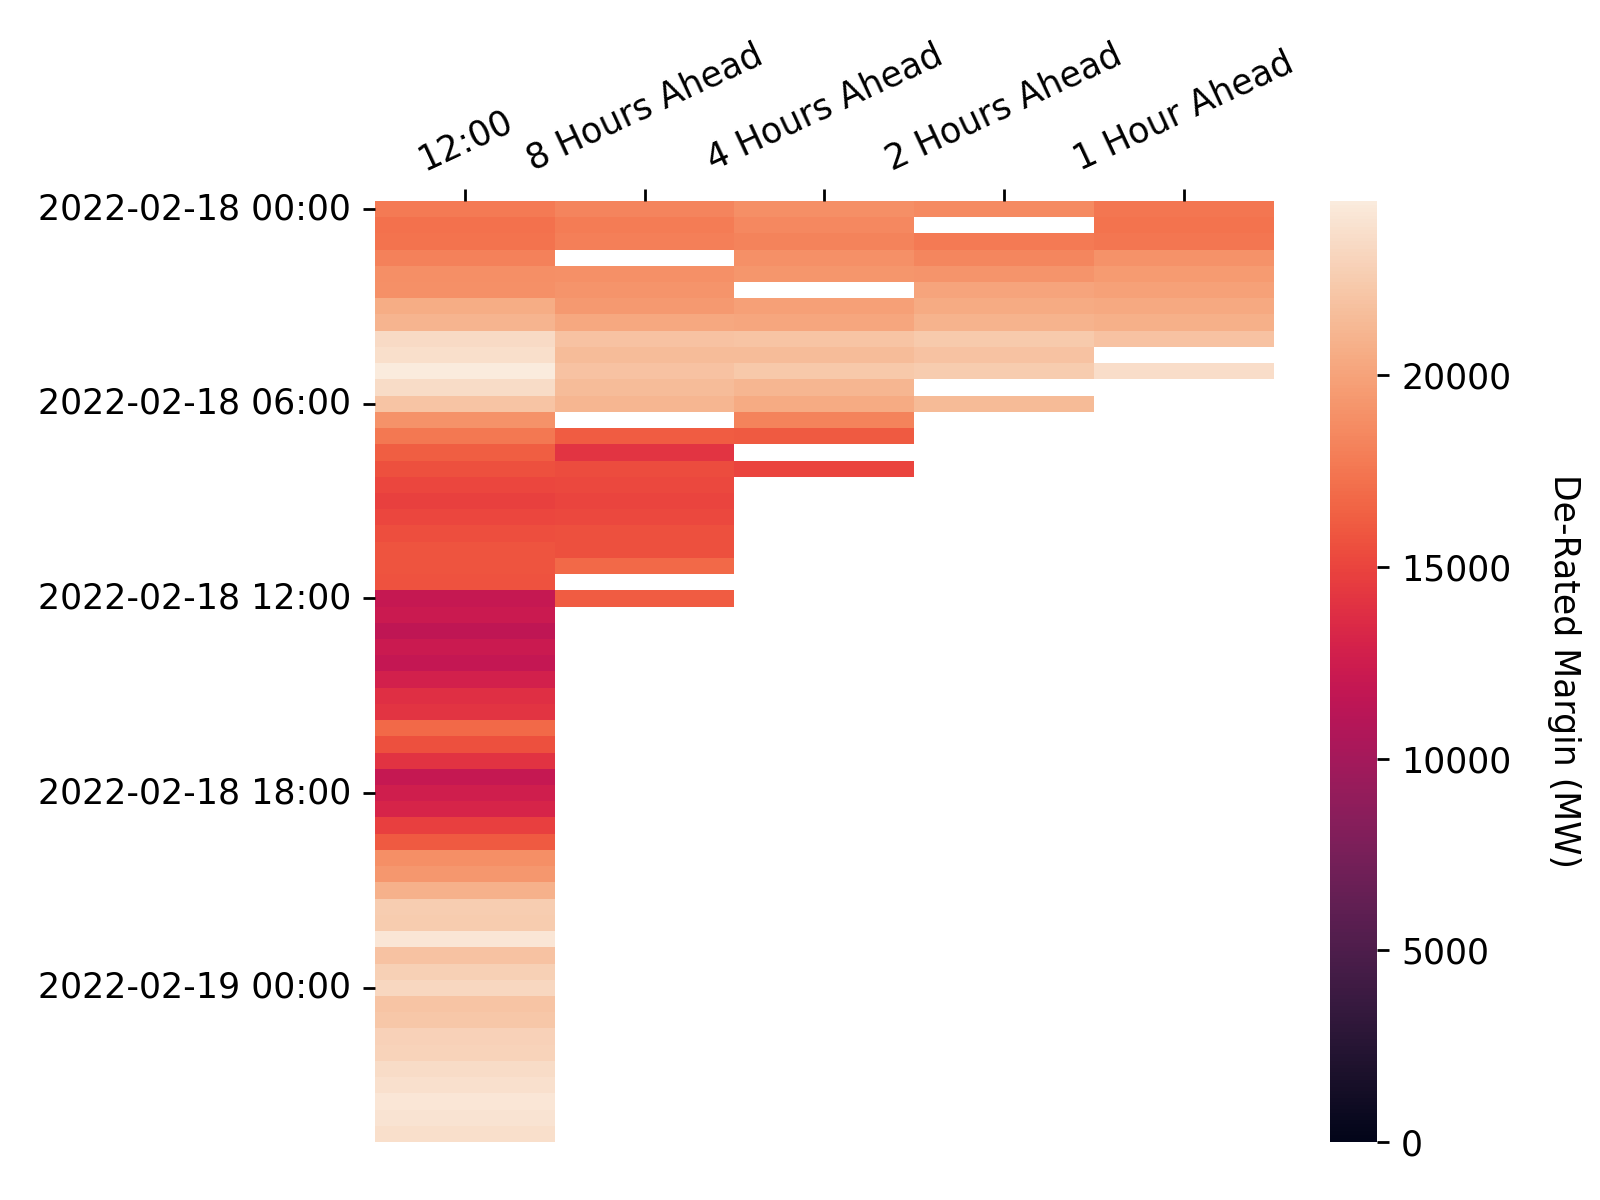 12:00
8 Hours Ahead
4 Hours Ahead
2 Hours Ahead
1 Hour Ahead
2022-02-18 00:00
2022-02-18 06:00
2022-02-18 12:00
2022-02-18 18:00
2022-02-19 00:00
20000
15000
10000
5000
0
De-Rated Margin (MW)